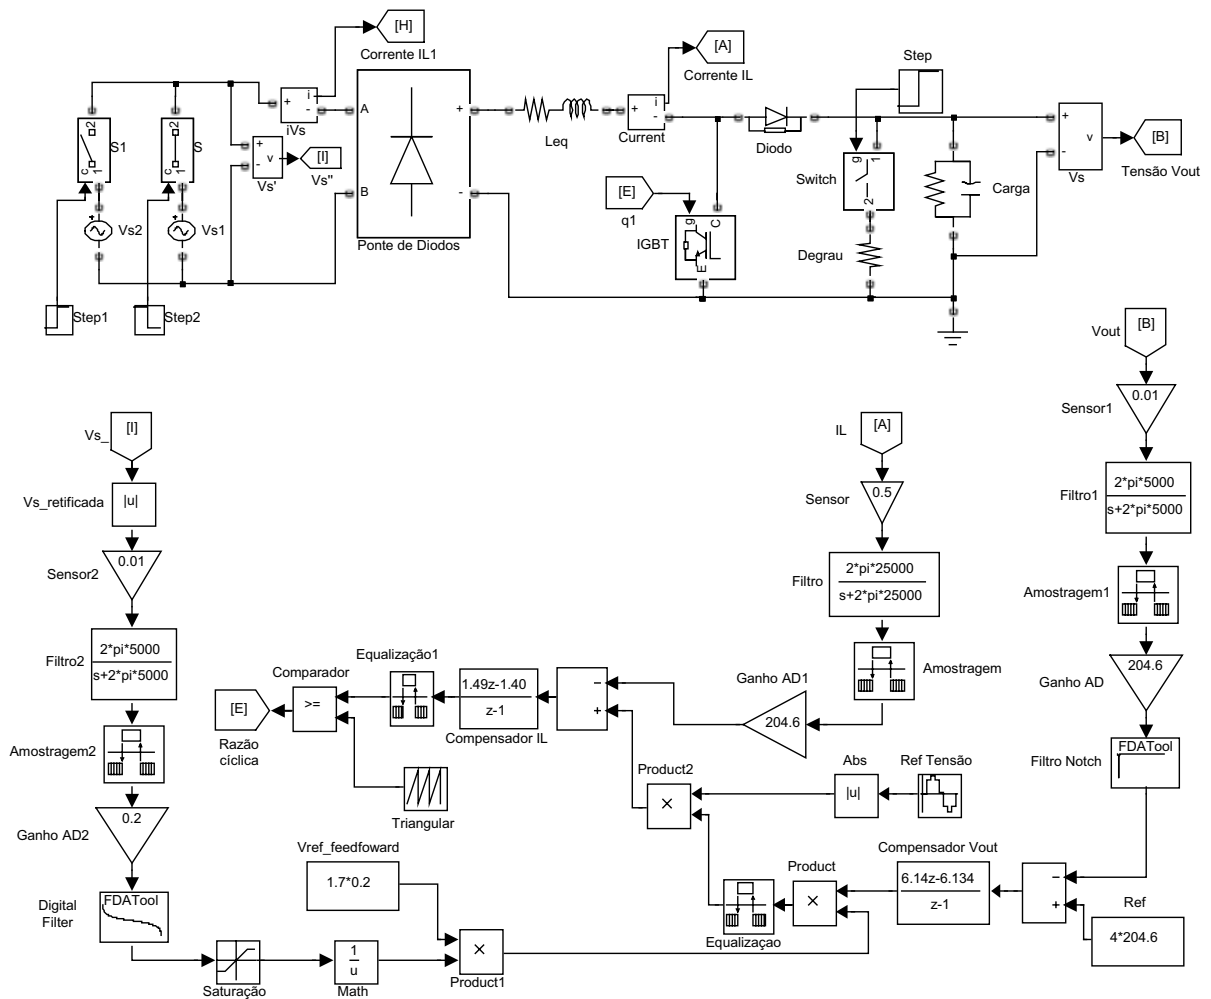 [H]
Corrente IL1
[A]
Corrente IL
Step
i
+
-
iVs
A
+
B
-
Ponte de Diodos
Leq
+
i
-
Current
Diodo
g
1
2
Switch
Degrau
Carga
+
v
-
Vs
[B]
Tensão Vout
2
c
1
S1
2
c
1
S
+
v
-
Vs'
[I]
Vs''
Vs2
Vs1
Step1
Step2
[E]
q1
g
C
E
IGBT
Vout
[B]
0.01
Sensor1
Filtro1
2*pi*5000
s+2*pi*5000
Amostragem1
204.6
Ganho AD
FDATool
Filtro Notch
Vs_
[I]
Vs_retificada
|u|
0.01
Sensor2
Filtro2
2*pi*5000
s+2*pi*5000
Amostragem2
0.2
Ganho AD2
FDATool
Digital
Filter
IL
[A]
0.5
Sensor
Filtro
2*pi*25000
s+2*pi*25000
Amostragem
Ganho AD1
204.6
[E]
Razão
cíclica
Comparador
>=
Equalização1
1.49z-1.40
z-1
Compensador IL
−
+
Triangular
Product2
×
Abs
|u|
Ref Tensão
Vref_feedfoward
1.7*0.2
Equalizaçao
Product
×
Compensador Vout
6.14z-6.134
z-1
−
+
Ref
4*204.6
Saturação
1
u
Math
×
Product1